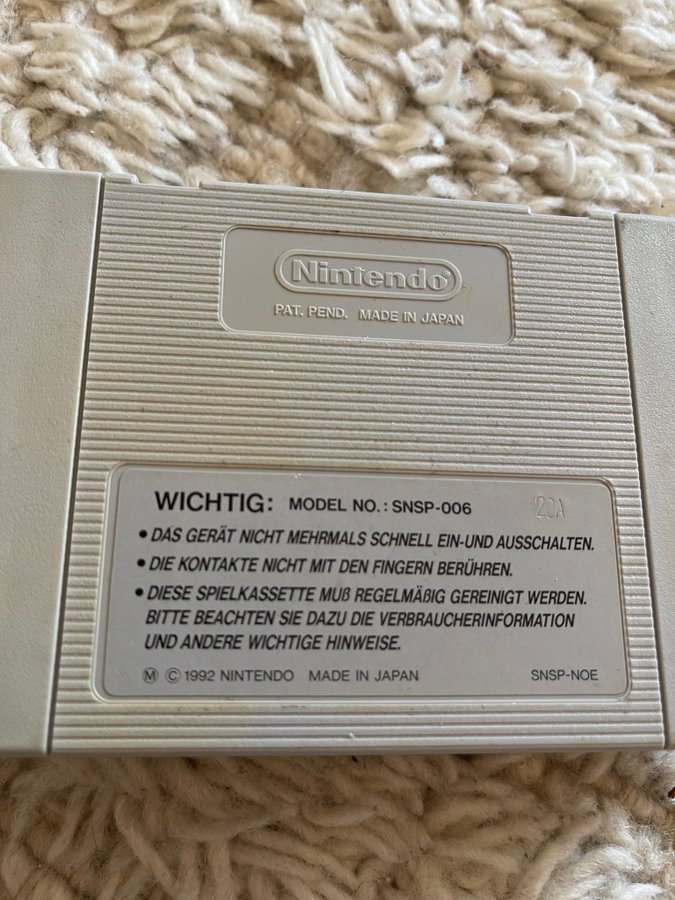 Nintendo®
PAT. PEND. MADE IN JAPAN
WICHTIG: MODEL NO.: SNSP-006 20A
• DAS GERÄT NICHT MEHRMALS SCHNELL EIN-UND AUSSCHALTEN.
• DIE KONTAKTE NICHT MIT DEN FINGERN BERÜHREN.
• DIESE SPIELKASSETTE MUß REGELMÄßIG GEREINIGT WERDEN.
BITTE BEACHTEN SIE DAZU DIE VERBRAUCHERINFORMATION
UND ANDERE WICHTIGE HINWEISE.
Ⓜ © 1992 NINTENDO MADE IN JAPAN SNSP-NOE